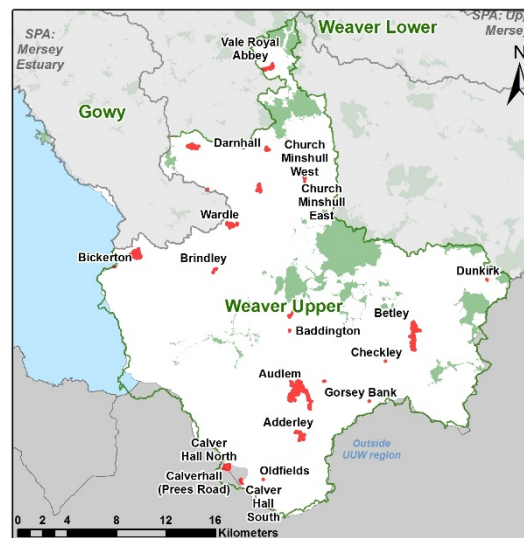 SPA: Mersey
Estuary
Weaver Lower
SPA: Upp
Mersey
N
Vale Royal
Abbey
Gowy
Darnhall
Church
Minshull
West
Church
Minshull
East
Wardle
Bickerton
Brindley
Dunkirk
Weaver Upper
Betley
Baddington
Checkley
Audlem
Gorsey Bank
Adderley
Calver
Hall North
Outside
UUW region
Calverhall
(Prees Road)
Oldfields
Calver
Hall
South
0 2 4 8 12 16
Kilometers